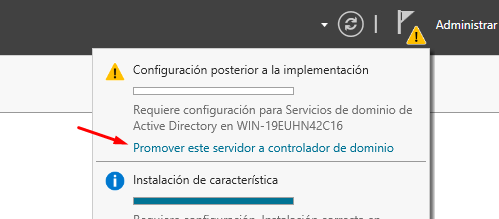 Administrar
Configuración posterior a la implementación
Requiere configuración para Servicios de dominio de
Active Directory en WIN-19EUHN42C16
Promover este servidor a controlador de dominio
Instalación de característica
Requiere configuración. Instalación correcta en